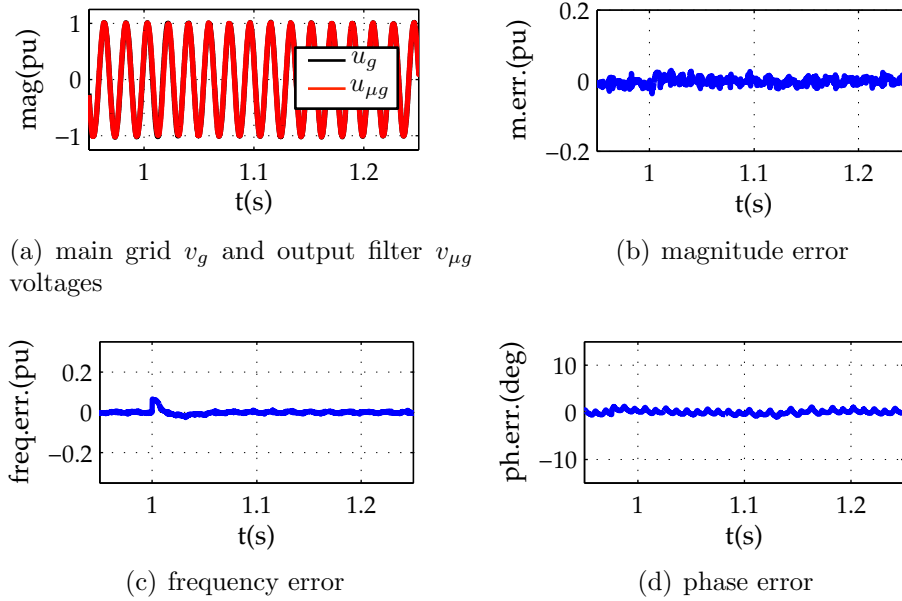 mag(pu)
1
0
−1
u_g
u_μg
1 1.1 1.2
t(s)
(a) main grid v_g and output filter v_μg
voltages
m.err.(pu)
0.2
0
−0.2
1 1.1 1.2
t(s)
(b) magnitude error
freq.err.(pu)
0.2
0
−0.2
1 1.1 1.2
t(s)
(c) frequency error
ph.err.(deg)
10
0
−10
1 1.1 1.2
t(s)
(d) phase error